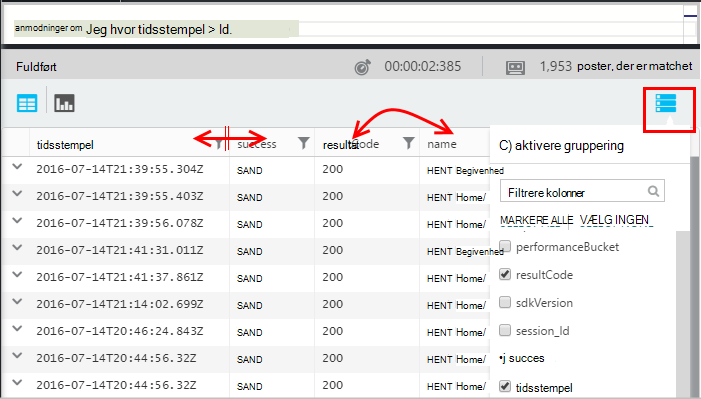 anmodninger om Jeg hvor tidsstempel > Id.
Fuldført 00:00:02:385 1,953 poster, der er matchet
tidsstempel success resultat Code name
2016-07-14T21:39:55.304Z SAND 200 HENT Begivenhed
2016-07-14T21:39:55.403Z SAND 200 HENT Home/
2016-07-14T21:39:56.078Z SAND 200 HENT Home/
2016-07-14T21:41:31.011Z SAND 200 HENT Begivenhed
2016-07-14T21:41:37.861Z SAND 200 HENT Home/
2016-07-14T21:14:02.699Z SAND 200 HENT Home/
2016-07-14T20:46:24.843Z SAND 200 HENT Home/
2016-07-14T20:44:56.32Z SAND 200 HENT Home/
2016-07-14T20:44:56.32Z SAND 200 HENT Home/
C) aktivere gruppering
Filtrere kolonner
MARKERE ALLE VÆLG INGEN
performanceBucket
resultCode
sdkVersion
session_Id
•j succes
tidsstempel